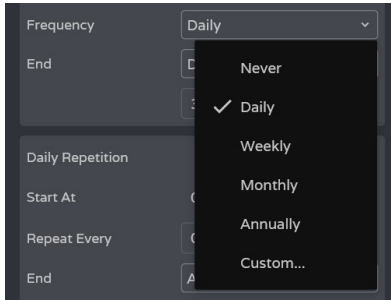 Frequency
Daily
End
Never
Daily
Weekly
Monthly
Annually
Custom...
Daily Repetition
Start At
Repeat Every
End